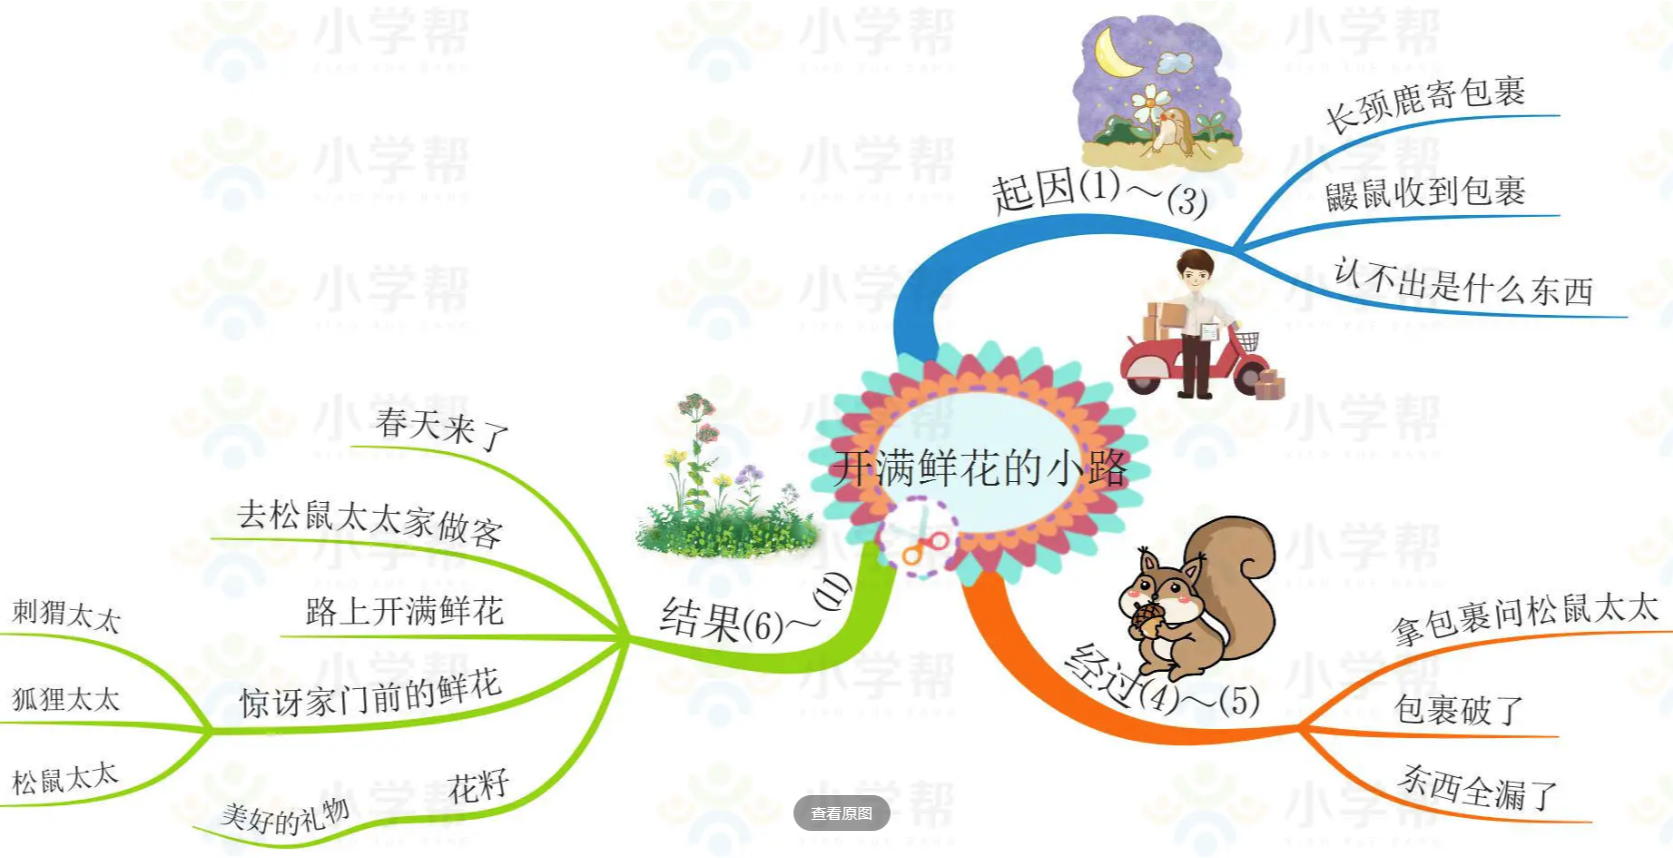 开满鲜花的小路
起因(1)～(3)
长颈鹿寄包裹
鼹鼠收到包裹
认不出是什么东西
经过(4)～(5)
拿包裹问松鼠太太
包裹破了
东西全漏了
结果(6)～(11)
春天来了
去松鼠太太家做客
路上开满鲜花
惊讶家门前的鲜花
刺猬太太
狐狸太太
松鼠太太
花籽
美好的礼物
查看原图
小学帮
XIAO XUE BANG